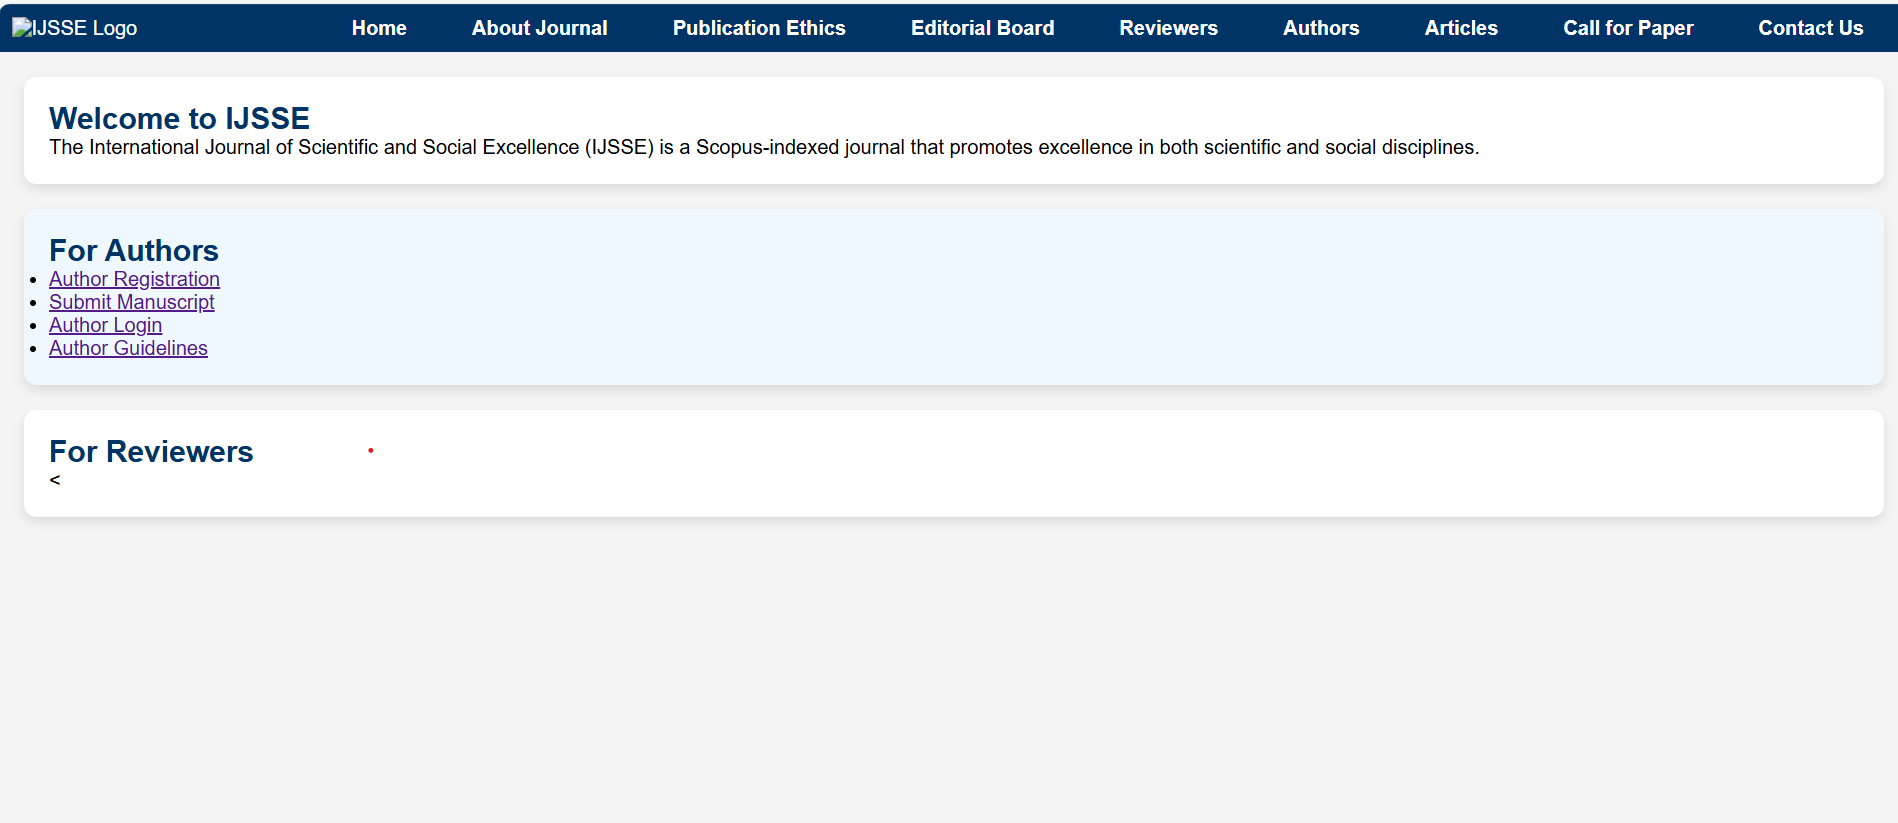 IJSSE Logo
Home
About Journal
Publication Ethics
Editorial Board
Reviewers
Authors
Articles
Call for Paper
Contact Us
Welcome to IJSSE
The International Journal of Scientific and Social Excellence (IJSSE) is a Scopus-indexed journal that promotes excellence in both scientific and social disciplines.
For Authors
Author Registration
Submit Manuscript
Author Login
Author Guidelines
For Reviewers
<